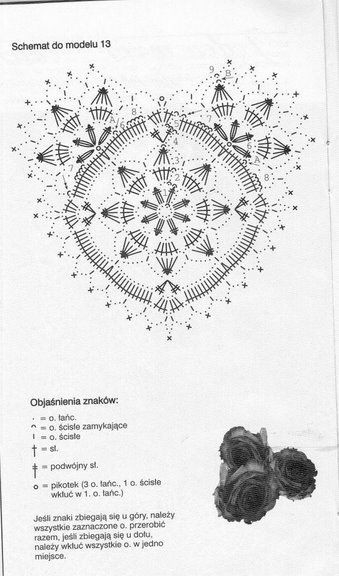 Schemat do modelu 13
9
B
8
7
6
5
4
3
2
A
8
Objaśnienia znaków:
· = o. łańc.
⌒ = o. ścisłe zamykające
ı = o. ścisłe
† = sł.
‡ = podwójny sł.
o = pikotek (3 o. łańc., 1 o. ścisłe
wkłuć w 1. o. łańc.)
Jeśli znaki zbiegają się u góry, należy
wszystkie zaznaczone o. przerobić
razem, jeśli zbiegają się u dołu,
należy wkłuć wszystkie o. w jedno
miejsce.